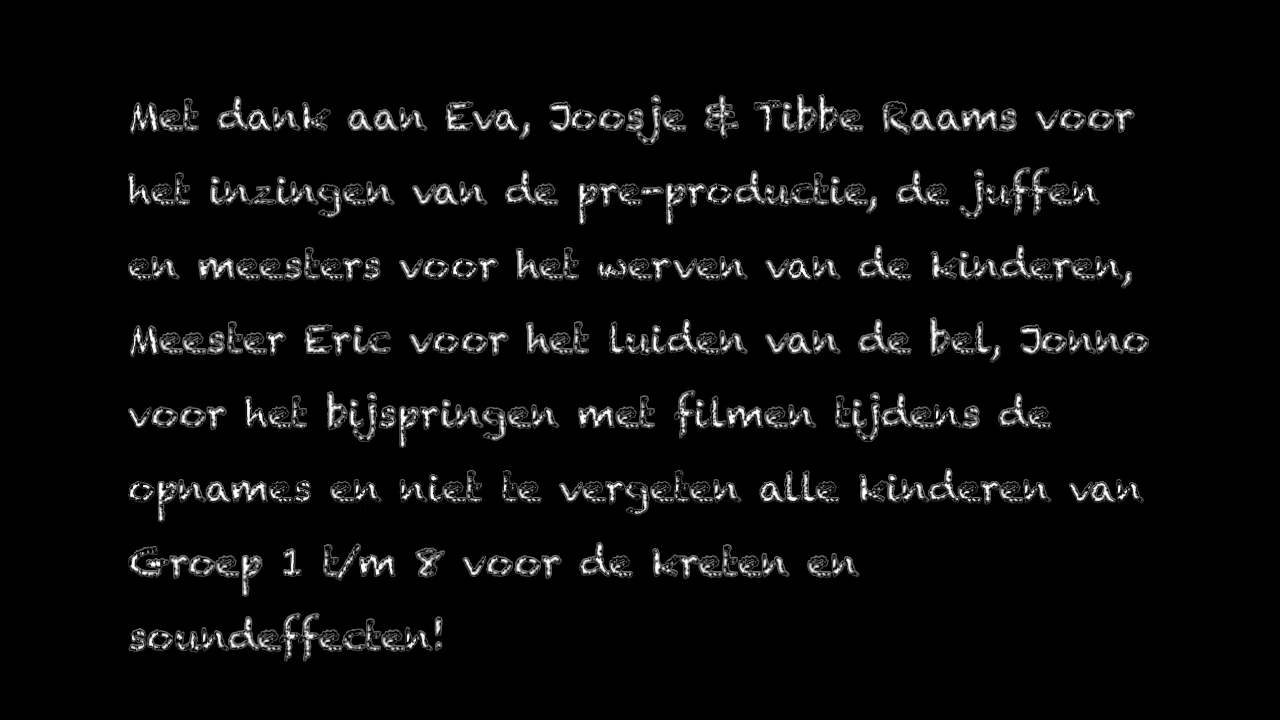 Met dank aan Eva, Joosje & Tibbe Raams voor
het inzingen van de pre-productie, de juffen
en meesters voor het werven van de kinderen,
Meester Eric voor het luiden van de bel, Jonno
voor het bijspringen met filmen tijdens de
opnames en niet te vergeten alle kinderen van
Groep 1 t/m 8 voor de kreten en
soundeffecten!